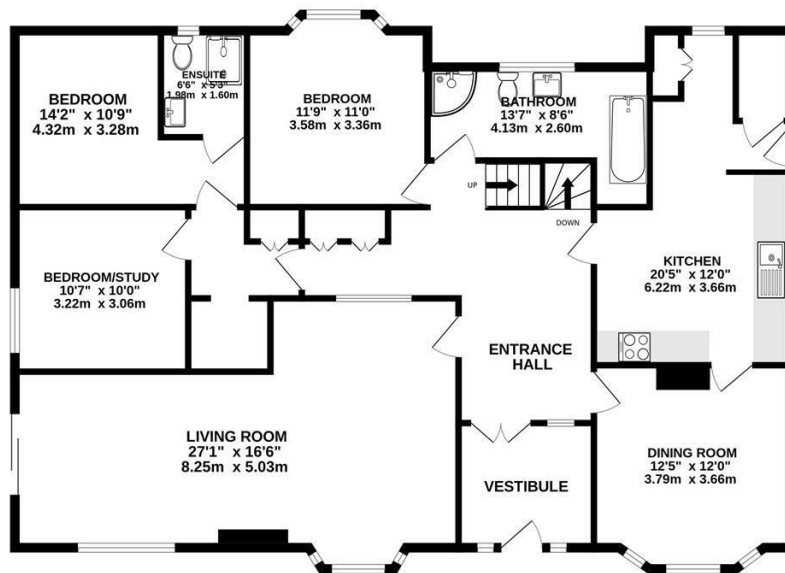 BEDROOM
14'2" x 10'9"
4.32m x 3.28m
ENSUITE
6'6" x 5'3"
1.98m x 1.60m
BEDROOM
11'9" x 11'0"
3.58m x 3.36m
BATHROOM
13'7" x 8'6"
4.13m x 2.60m
UP
DOWN
BEDROOM/STUDY
10'7" x 10'0"
3.22m x 3.06m
KITCHEN
20'5" x 12'0"
6.22m x 3.66m
ENTRANCE
HALL
LIVING ROOM
27'1" x 16'6"
8.25m x 5.03m
VESTIBULE
DINING ROOM
12'5" x 12'0"
3.79m x 3.66m